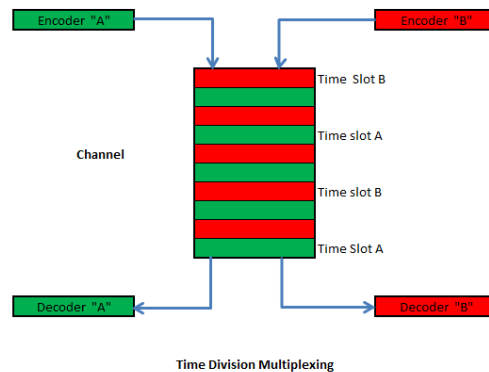 Encoder "A"
Encoder "B"
Time Slot B
Time slot A
Channel
Time slot B
Time Slot A
Decoder "A"
Decoder "B"
Time Division Multiplexing